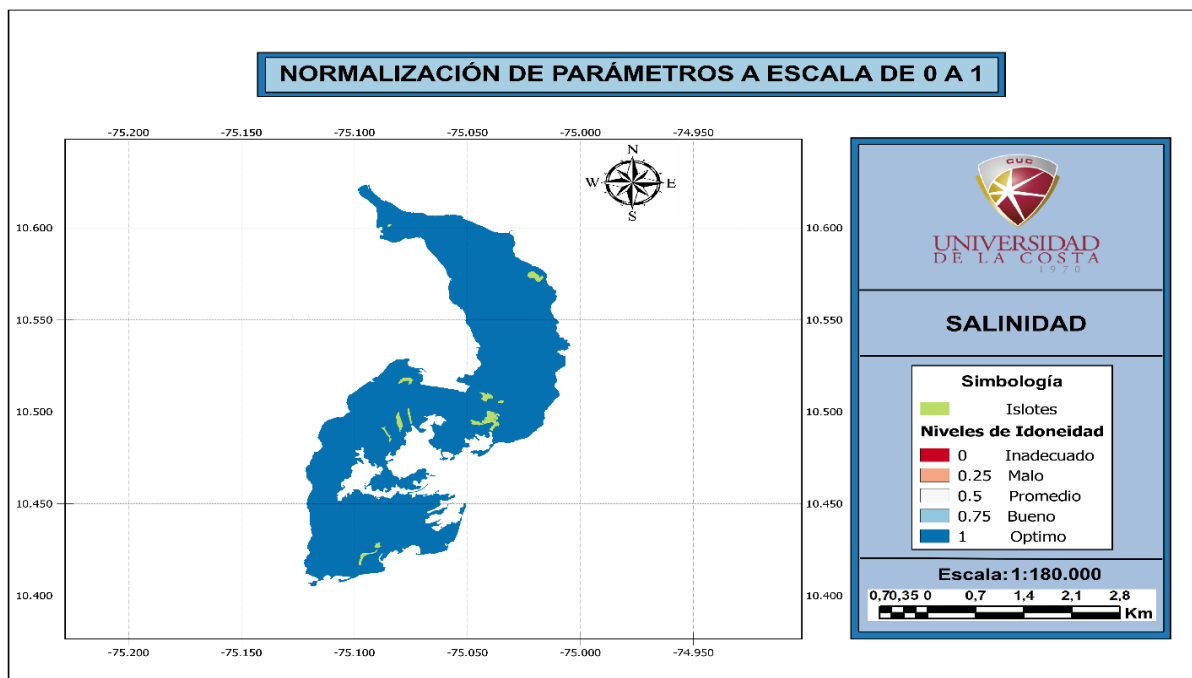 NORMALIZACIÓN DE PARÁMETROS A ESCALA DE 0 A 1
-75.200 -75.150 -75.100 -75.050 -75.000 -74.950
N
W E
S
10.600 10.600
10.550 10.550
10.500 10.500
10.450 10.450
10.400 10.400
-75.200 -75.150 -75.100 -75.050 -75.000 -74.950
CUC
UNIVERSIDAD
DE LA COSTA
1970
SALINIDAD
Simbología
Islotes
Niveles de Idoneidad
0 Inadecuado
0.25 Malo
0.5 Promedio
0.75 Bueno
1 Optimo
Escala:1:180.000
0,70,35 0 0,7 1,4 2,1 2,8
Km